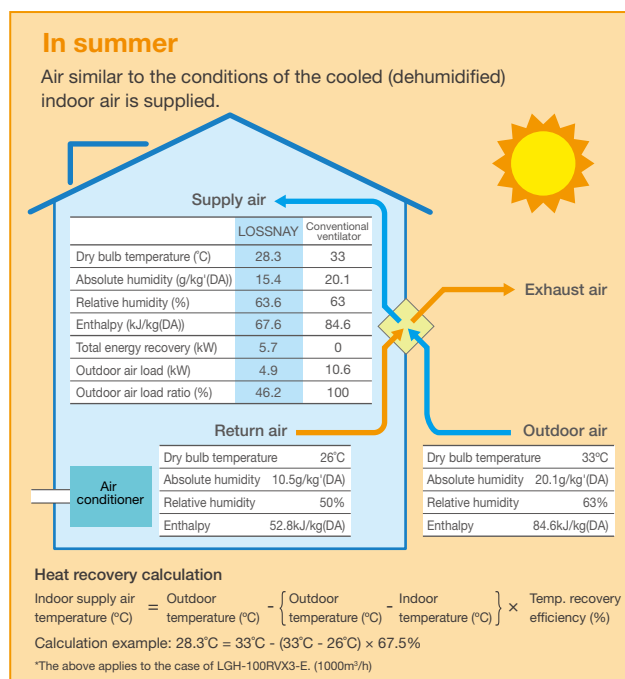 In summer
Air similar to the conditions of the cooled (dehumidified)
indoor air is supplied.
Supply air
LOSSNAY Conventional ventilator
Dry bulb temperature (˚C) 28.3 33
Absolute humidity (g/kg'(DA)) 15.4 20.1
Relative humidity (%) 63.6 63
Enthalpy (kJ/kg(DA)) 67.6 84.6
Total energy recovery (kW) 5.7 0
Outdoor air load (kW) 4.9 10.6
Outdoor air load ratio (%) 46.2 100
Exhaust air
Return air
Dry bulb temperature 26˚C
Absolute humidity 10.5g/kg'(DA)
Relative humidity 50%
Enthalpy 52.8kJ/kg(DA)
Outdoor air
Dry bulb temperature 33ºC
Absolute humidity 20.1g/kg'(DA)
Relative humidity 63%
Enthalpy 84.6kJ/kg(DA)
Air
conditioner
Heat recovery calculation
Indoor supply air temperature (ºC) = Outdoor temperature (ºC) - { Outdoor temperature (ºC) - Indoor temperature (ºC) } × Temp. recovery efficiency (%)
Calculation example: 28.3˚C = 33˚C - (33˚C - 26˚C) × 67.5%
*The above applies to the case of LGH-100RVX3-E. (1000m³/h)